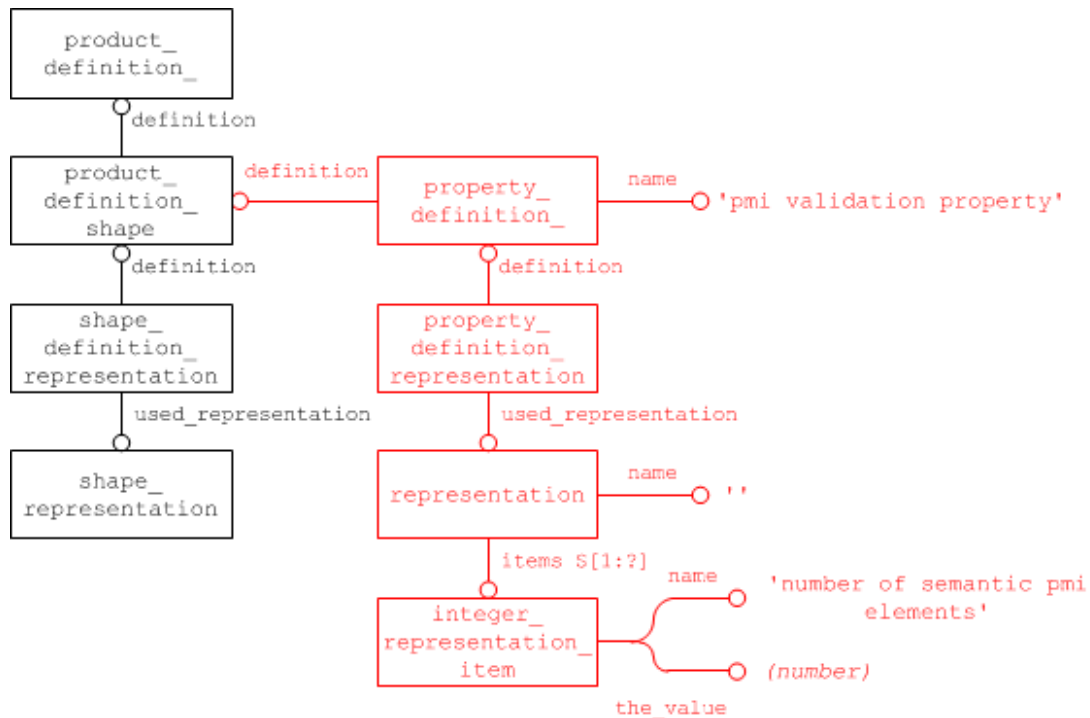 product_
definition_
definition
product_
definition_
shape
definition
property_
definition_
name
'pmi validation property'
definition
definition
shape_
definition_
representation
property_
definition_
representation
used_representation
used_representation
shape_
representation
representation
name
''
items S[1:?]
name
'number of semantic pmi
elements'
integer_
representation_
item
(number)
the_value